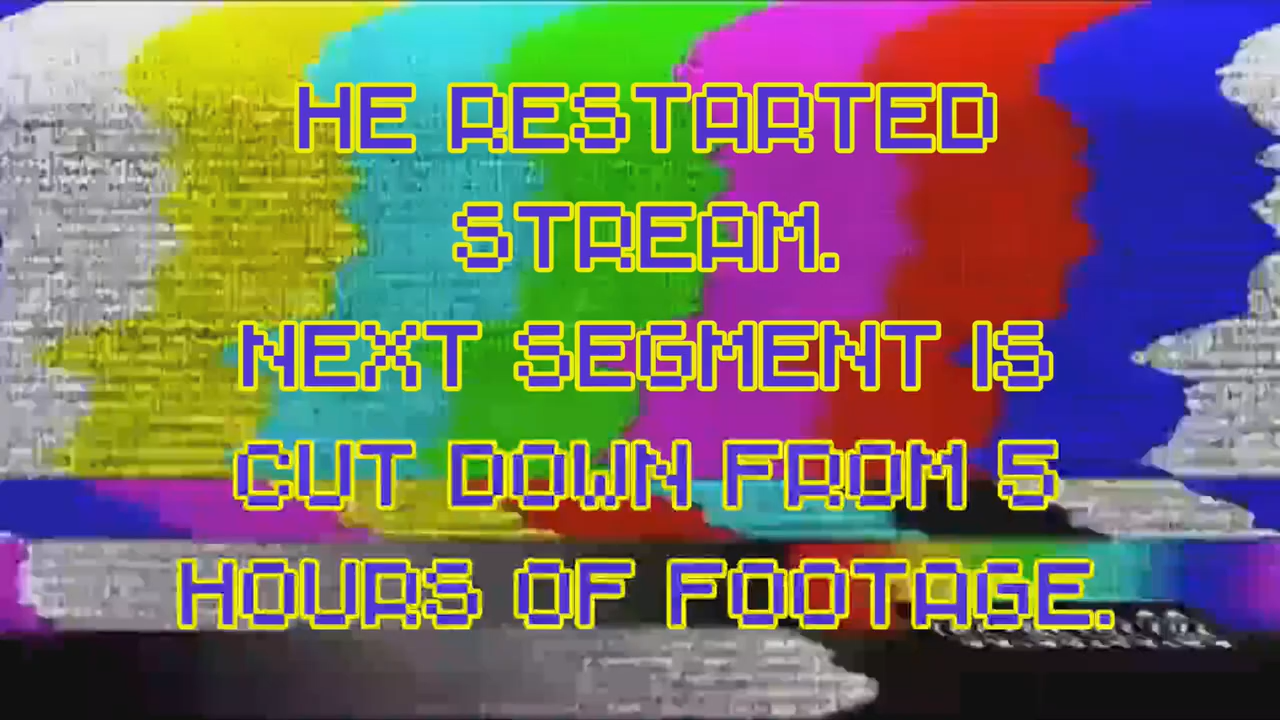 HE RESTARTED
STREAM.
NEXT SEGMENT IS
CUT DOWN FROM 5
HOURS OF FOOTAGE.